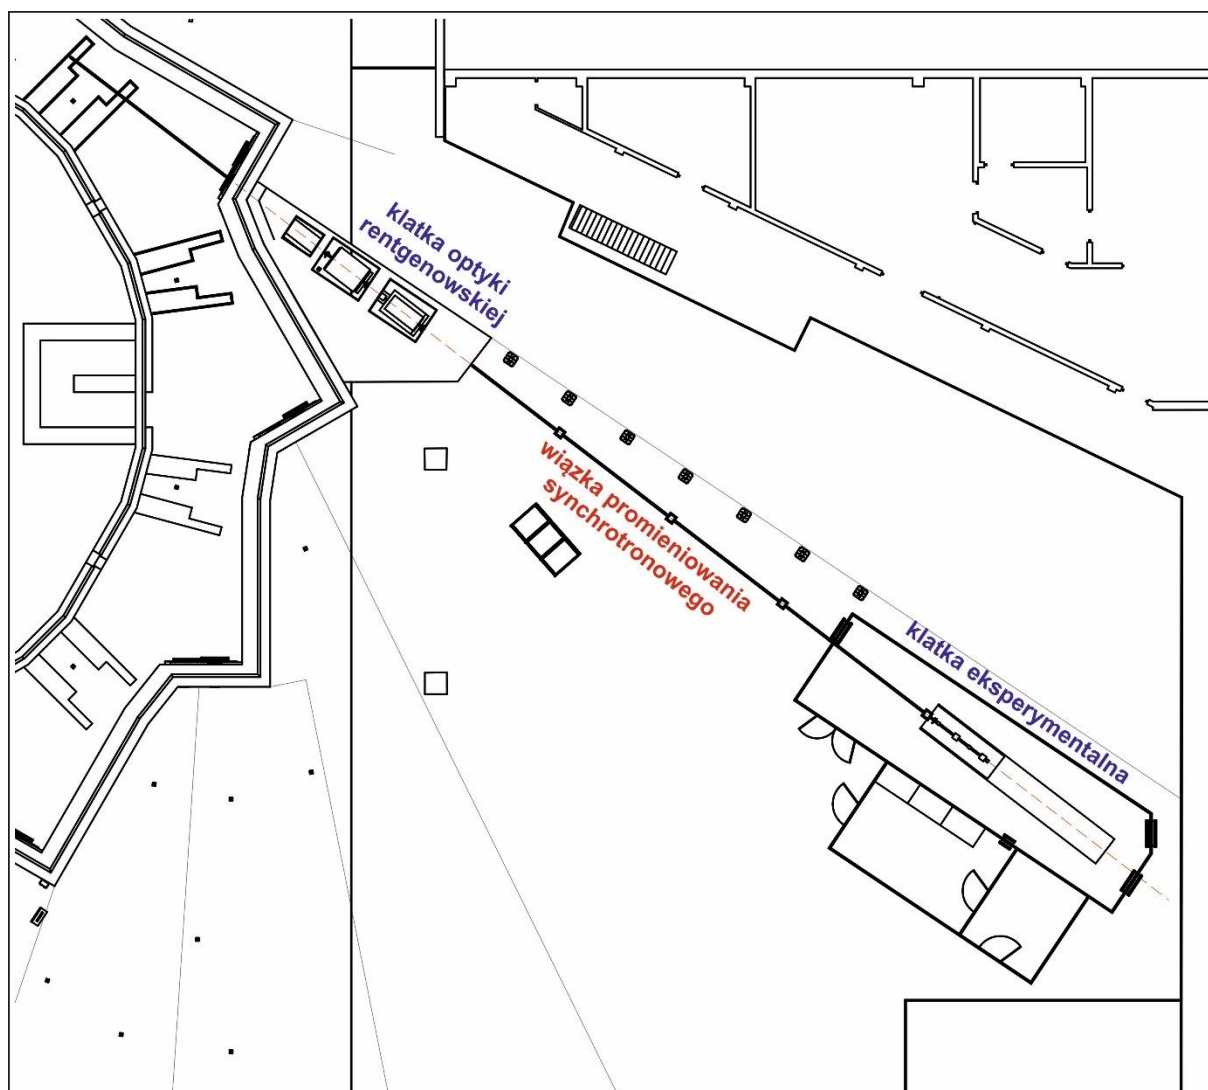 klatka optyki
rentgenowskiej
wiązka promieniowania
synchrotronowego
klatka eksperymentalna